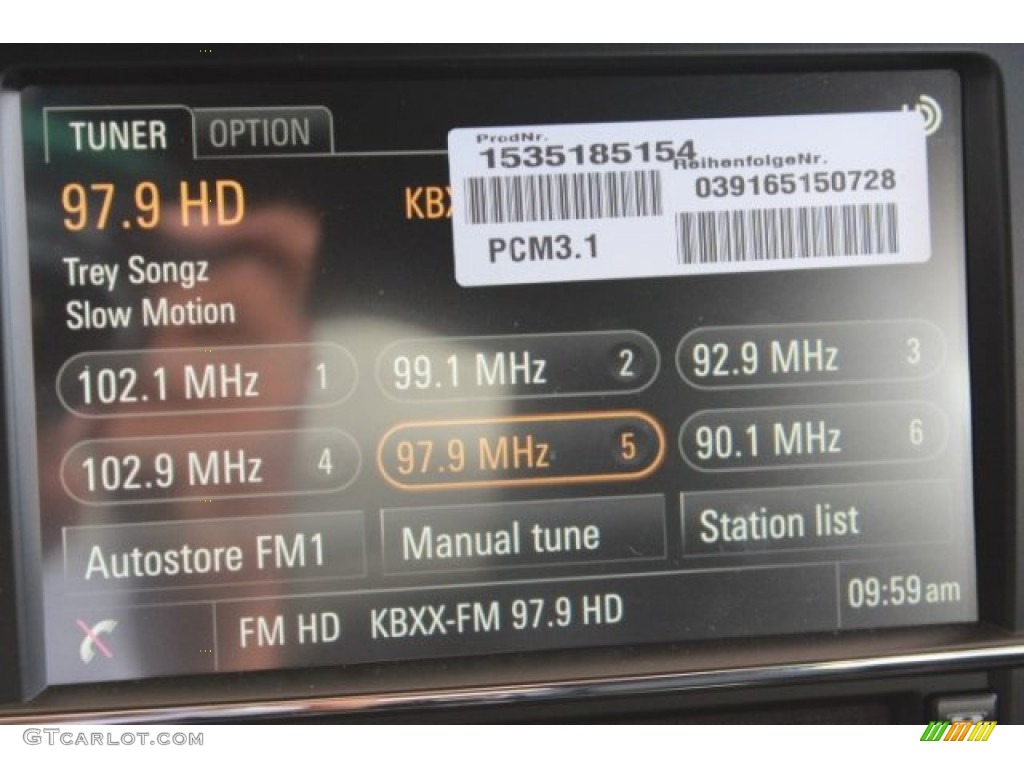 TUNER OPTION
ProdNr.
1535185154
ReihenfolgeNr.
039165150728
PCM3.1
97.9 HD
Trey Songz
Slow Motion
102.1 MHz 1
99.1 MHz 2
92.9 MHz 3
102.9 MHz 4
97.9 MHz 5
90.1 MHz 6
Autostore FM1
Manual tune
Station list
FM HD KBXX-FM 97.9 HD
09:59 am
GTcarlot.com